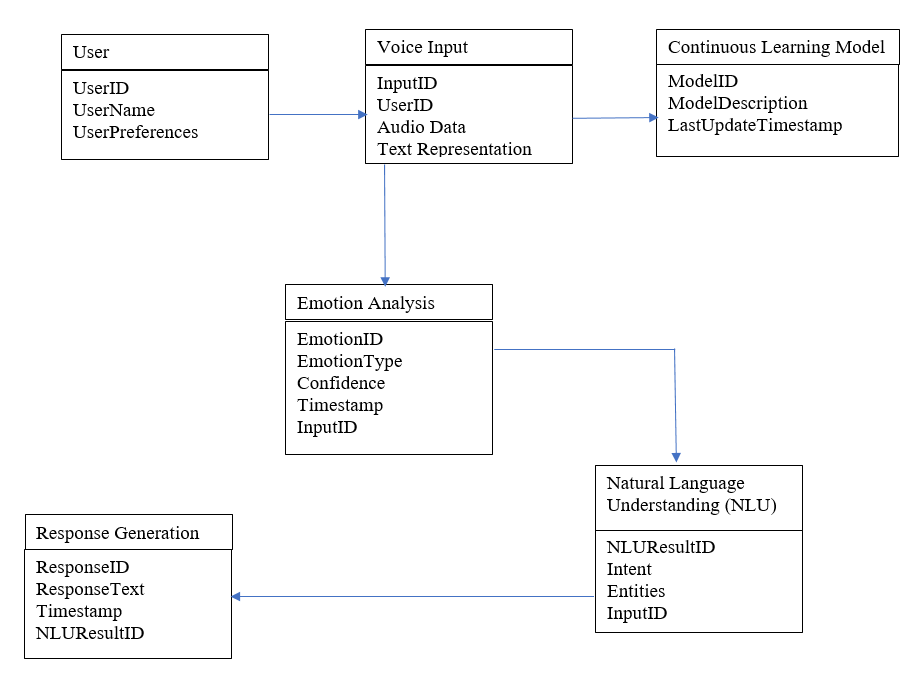 User
UserID
UserName
UserPreferences
Voice Input
InputID
UserID
Audio Data
Text Representation
Continuous Learning Model
ModelID
ModelDescription
LastUpdateTimestamp
Emotion Analysis
EmotionID
EmotionType
Confidence
Timestamp
InputID
Natural Language
Understanding (NLU)
NLUResultID
Intent
Entities
InputID
Response Generation
ResponseID
ResponseText
Timestamp
NLUResultID